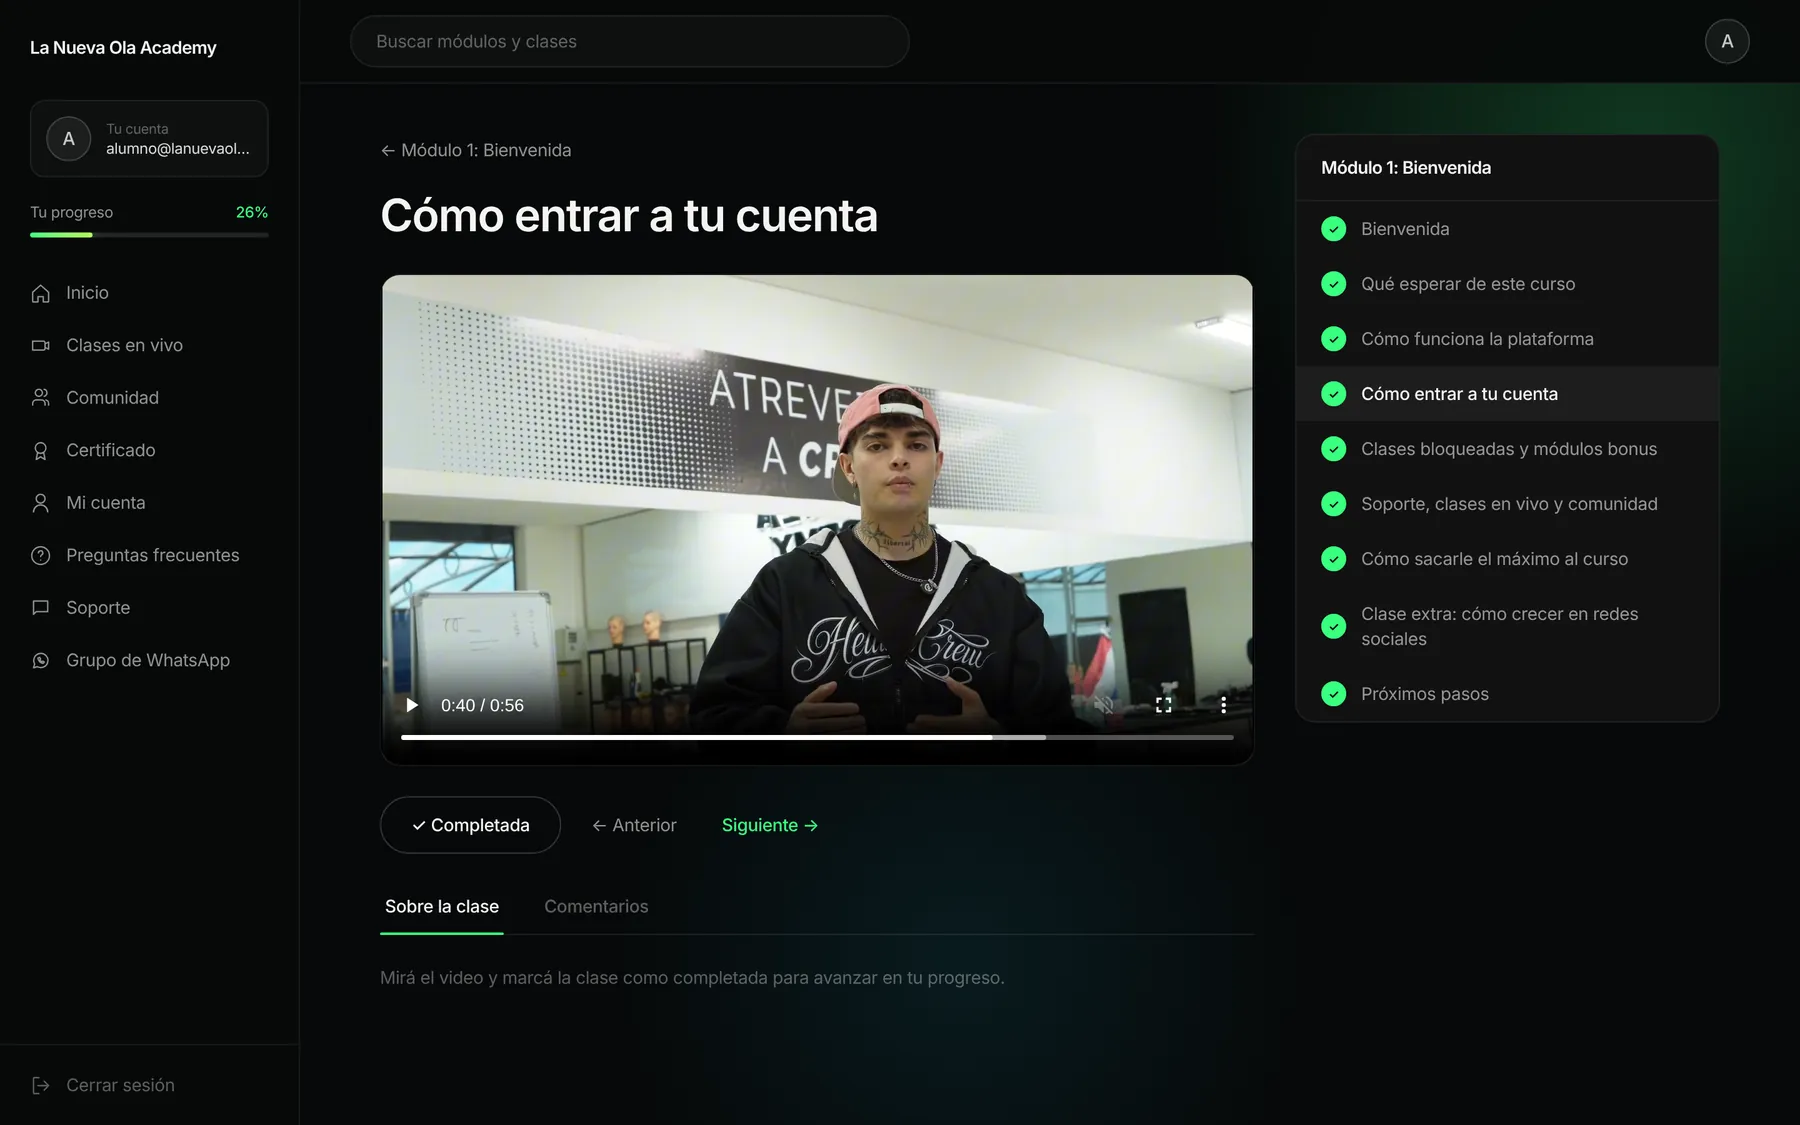 La Nueva Ola Academy
Buscar módulos y clases
A
A
Tu cuenta
alumno@lanuevaol...
Tu progreso
26%
Inicio
Clases en vivo
Comunidad
Certificado
Mi cuenta
Preguntas frecuentes
Soporte
Grupo de WhatsApp
Cerrar sesión
← Módulo 1: Bienvenida
Cómo entrar a tu cuenta
ATREVE
A CR
0:40 / 0:56
✓ Completada
← Anterior
Siguiente →
Sobre la clase
Comentarios
Mirá el video y marcá la clase como completada para avanzar en tu progreso.
Módulo 1: Bienvenida
Bienvenida
Qué esperar de este curso
Cómo funciona la plataforma
Cómo entrar a tu cuenta
Clases bloqueadas y módulos bonus
Soporte, clases en vivo y comunidad
Cómo sacarle el máximo al curso
Clase extra: cómo crecer en redes
sociales
Próximos pasos